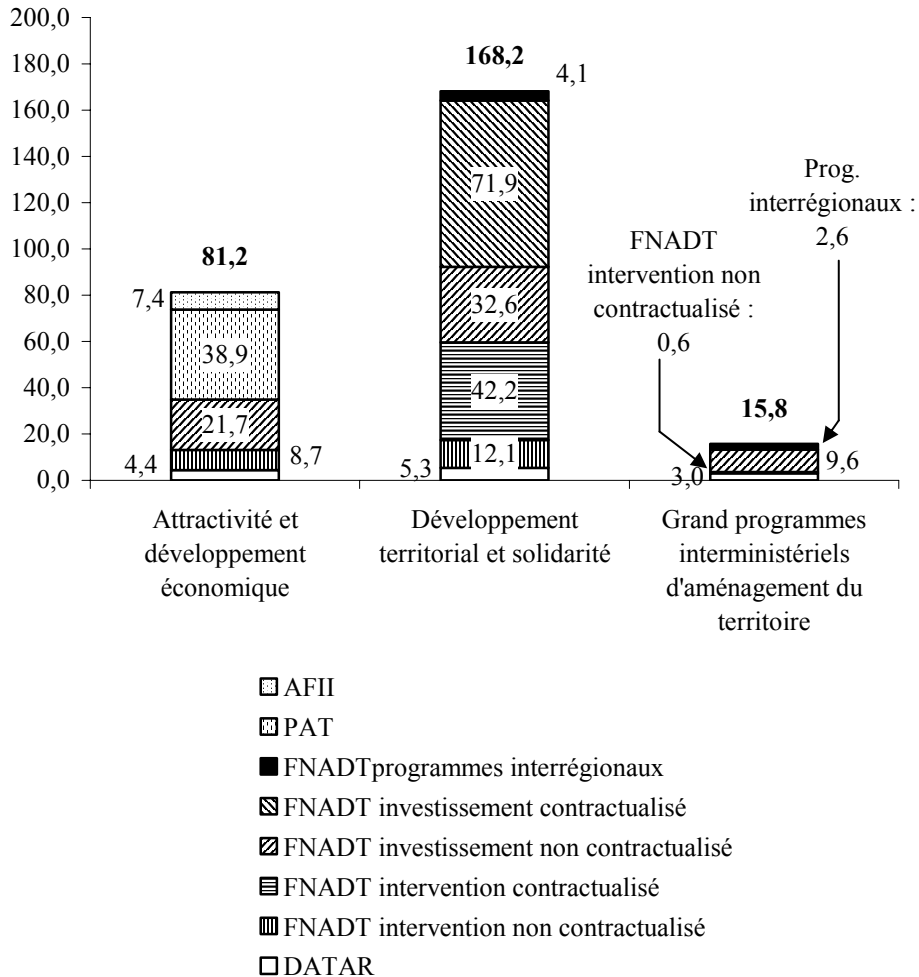 200,0
180,0
160,0
140,0
120,0
100,0
80,0
60,0
40,0
20,0
0,0
81,2
7,4
38,9
21,7
4,4
8,7
168,2
4,1
71,9
32,6
42,2
12,1
5,3
FNADT
intervention non
contractualisé :
0,6
Prog.
interrégionaux :
2,6
15,8
3,0
9,6
Attractivité et
développement
économique
Développement
territorial et solidarité
Grand programmes
interministériels
d'aménagement du
territoire
AFII
PAT
FNADTprogrammes interrégionaux
FNADT investissement contractualisé
FNADT investissement non contractualisé
FNADT intervention contractualisé
FNADT intervention non contractualisé
DATAR